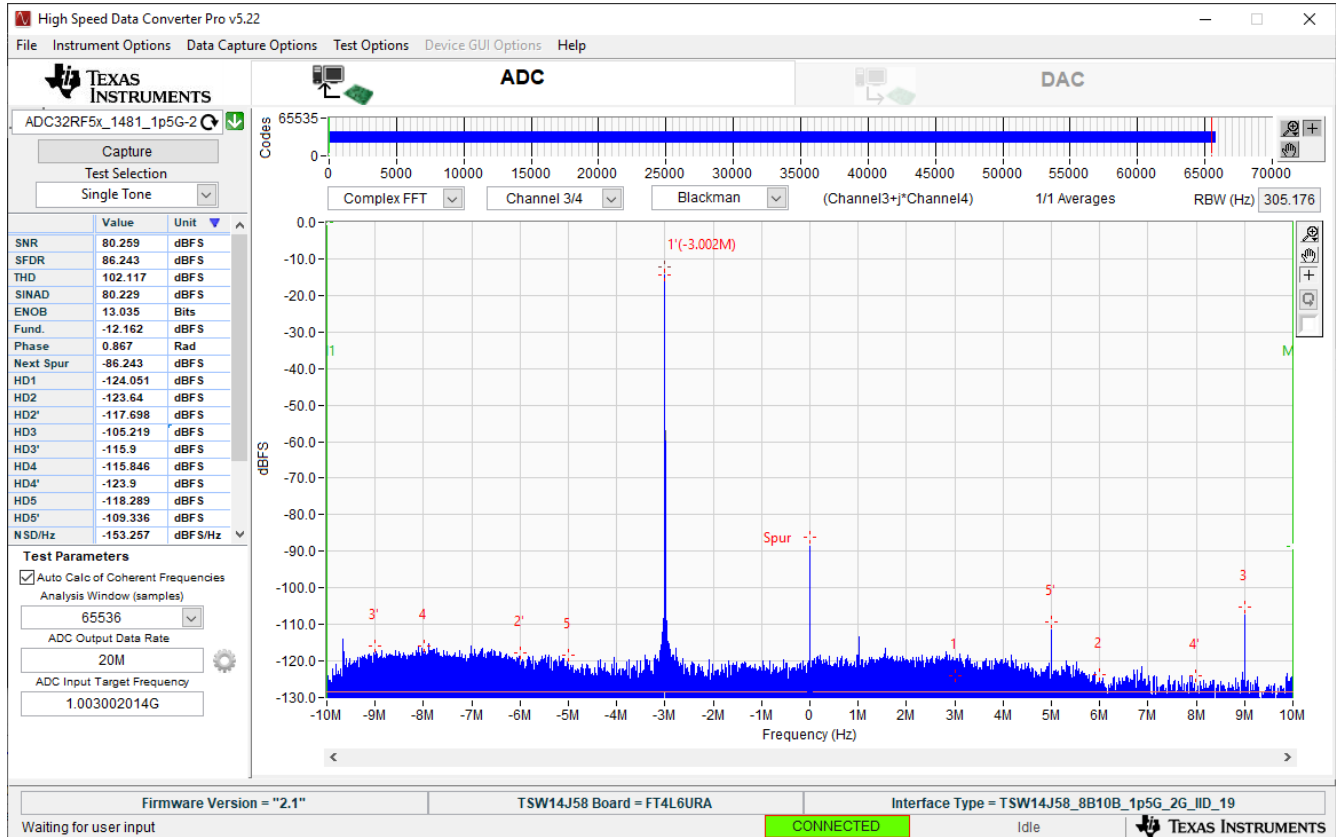 High Speed Data Converter Pro v5.22
File Instrument Options Data Capture Options Test Options Device GUI Options Help
TEXAS INSTRUMENTS
ADC
DAC
ADC32RF5x_1481_1p5G-2
Capture
Test Selection
Single Tone
Value Unit
SNR 80.259 dBFS
SFDR 86.243 dBFS
THD 102.117 dBFS
SINAD 80.229 dBFS
ENOB 13.035 Bits
Fund. -12.162 dBFS
Phase 0.867 Rad
Next Spur -86.243 dBFS
HD1 -124.051 dBFS
HD2 -123.64 dBFS
HD2' -117.698 dBFS
HD3 -105.219 dBFS
HD3' -115.9 dBFS
HD4 -115.846 dBFS
HD4' -123.9 dBFS
HD5 -118.289 dBFS
HD5' -109.336 dBFS
NSD/Hz -153.257 dBFS/Hz
Test Parameters
Auto Calc of Coherent Frequencies
Analysis Window (samples)
65536
ADC Output Data Rate
20M
ADC Input Target Frequency
1.003002014G
Codes
65535
0
0 5000 10000 15000 20000 25000 30000 35000 40000 45000 50000 55000 60000 65000 70000
Complex FFT Channel 3/4 Blackman (Channel3+j*Channel4) 1/1 Averages RBW (Hz) 305.176
dBFS
0.0
-10.0
-20.0
-30.0
-40.0
-50.0
-60.0
-70.0
-80.0
-90.0
-100.0
-110.0
-120.0
-130.0
1'(-3.002M)
M1
M
Spur
3' 4 2' 5 1 5' 2 4' 3
-10M -9M -8M -7M -6M -5M -4M -3M -2M -1M 0 1M 2M 3M 4M 5M 6M 7M 8M 9M 10M
Frequency (Hz)
Firmware Version = "2.1" TSW14J58 Board = FT4L6URA Interface Type = TSW14J58_8B10B_1p5G_2G_IID_19
Waiting for user input CONNECTED Idle TEXAS INSTRUMENTS